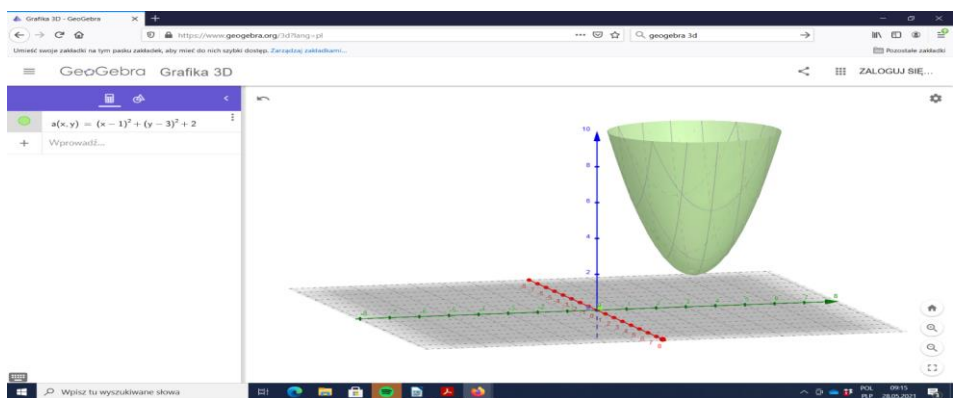 Grafika 3D - GeoGebra
https://www.geogebra.org/3d?lang=pl
geogebra 3d
Umieść swoje zakładki na tym pasku zakładek, aby mieć do nich szybki dostęp. Zarządzaj zakładkami...
Pozostałe zakładki
GeoGebra Grafika 3D
ZALOGUJ SIĘ...
a(x,y) = (x − 1)² + (y − 3)² + 2
Wprowadź...
10
8
6
4
2
8
Wpisz tu wyszukiwane słowa
POL 09:15
PLP 28.05.2021